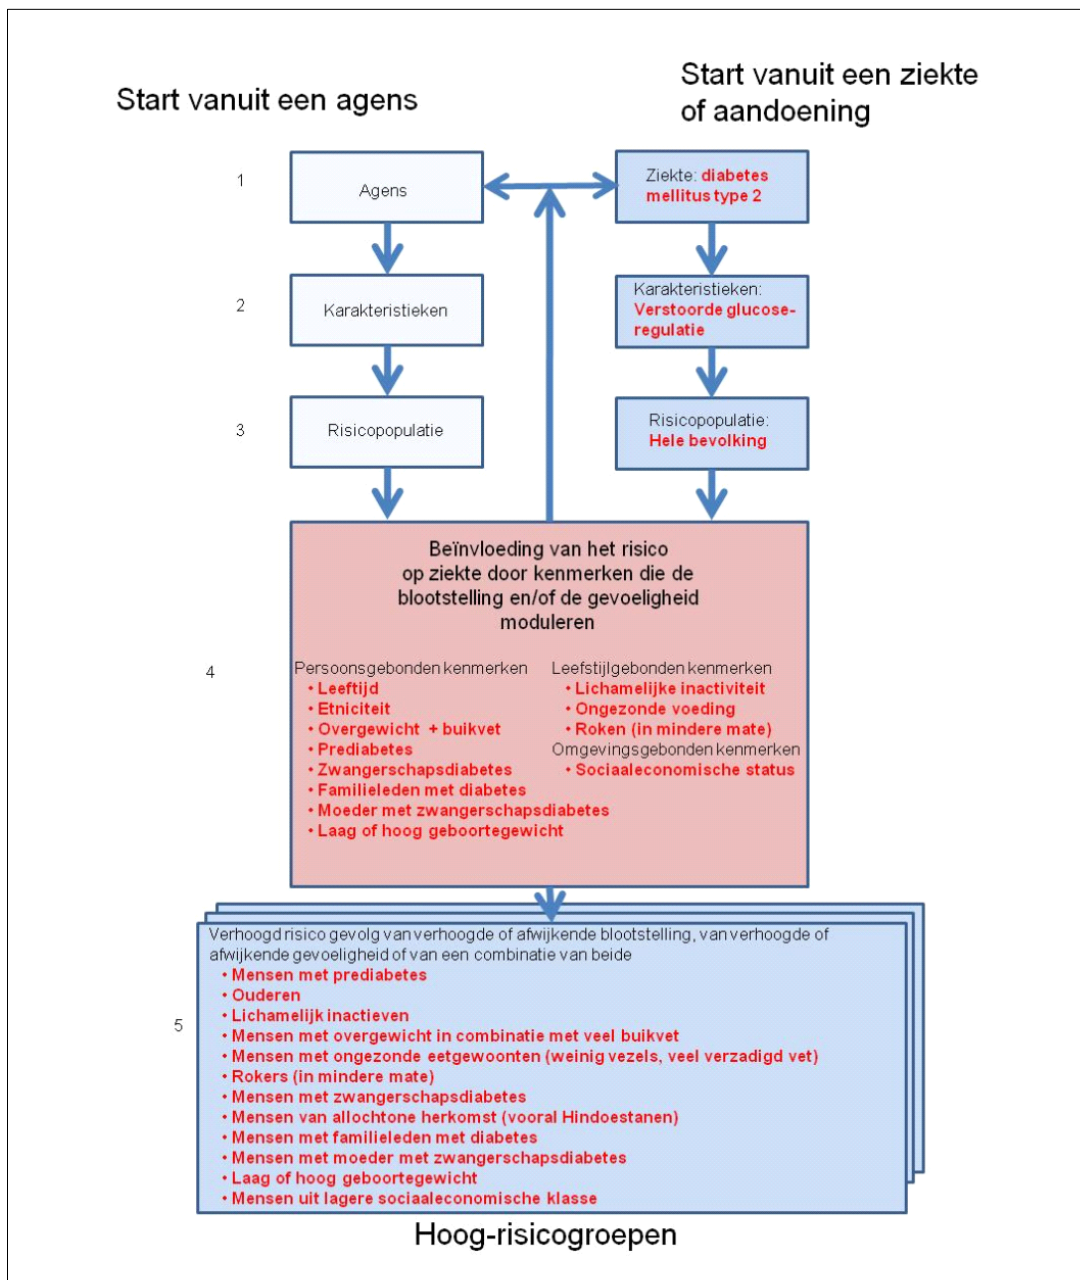 Start vanuit een agens
Start vanuit een ziekte
of aandoening
1
Agens
Ziekte: diabetes
mellitus type 2
2
Karakteristieken
Karakteristieken:
Verstoorde glucose-
regulatie
3
Risicopopulatie
Risicopopulatie:
Hele bevolking
Beïnvloeding van het risico
op ziekte door kenmerken die de
blootstelling en/of de gevoeligheid
moduleren
4
Persoonsgebonden kenmerken
• Leeftijd
• Etniciteit
• Overgewicht + buikvet
• Prediabetes
• Zwangerschapsdiabetes
• Familieleden met diabetes
• Moeder met zwangerschapsdiabetes
• Laag of hoog geboortegewicht
Leefstijlgebonden kenmerken
• Lichamelijke inactiviteit
• Ongezonde voeding
• Roken (in mindere mate)
Omgevingsgebonden kenmerken
• Sociaaleconomische status
5
Verhoogd risico gevolg van verhoogde of afwijkende blootstelling, van verhoogde of
afwijkende gevoeligheid of van een combinatie van beide
• Mensen met prediabetes
• Ouderen
• Lichamelijk inactieven
• Mensen met overgewicht in combinatie met veel buikvet
• Mensen met ongezonde eetgewoonten (weinig vezels, veel verzadigd vet)
• Rokers (in mindere mate)
• Mensen met zwangerschapsdiabetes
• Mensen van allochtone herkomst (vooral Hindoestanen)
• Mensen met familieleden met diabetes
• Mensen met moeder met zwangerschapsdiabetes
• Laag of hoog geboortegewicht
• Mensen uit lagere sociaaleconomische klasse
Hoog-risicogroepen